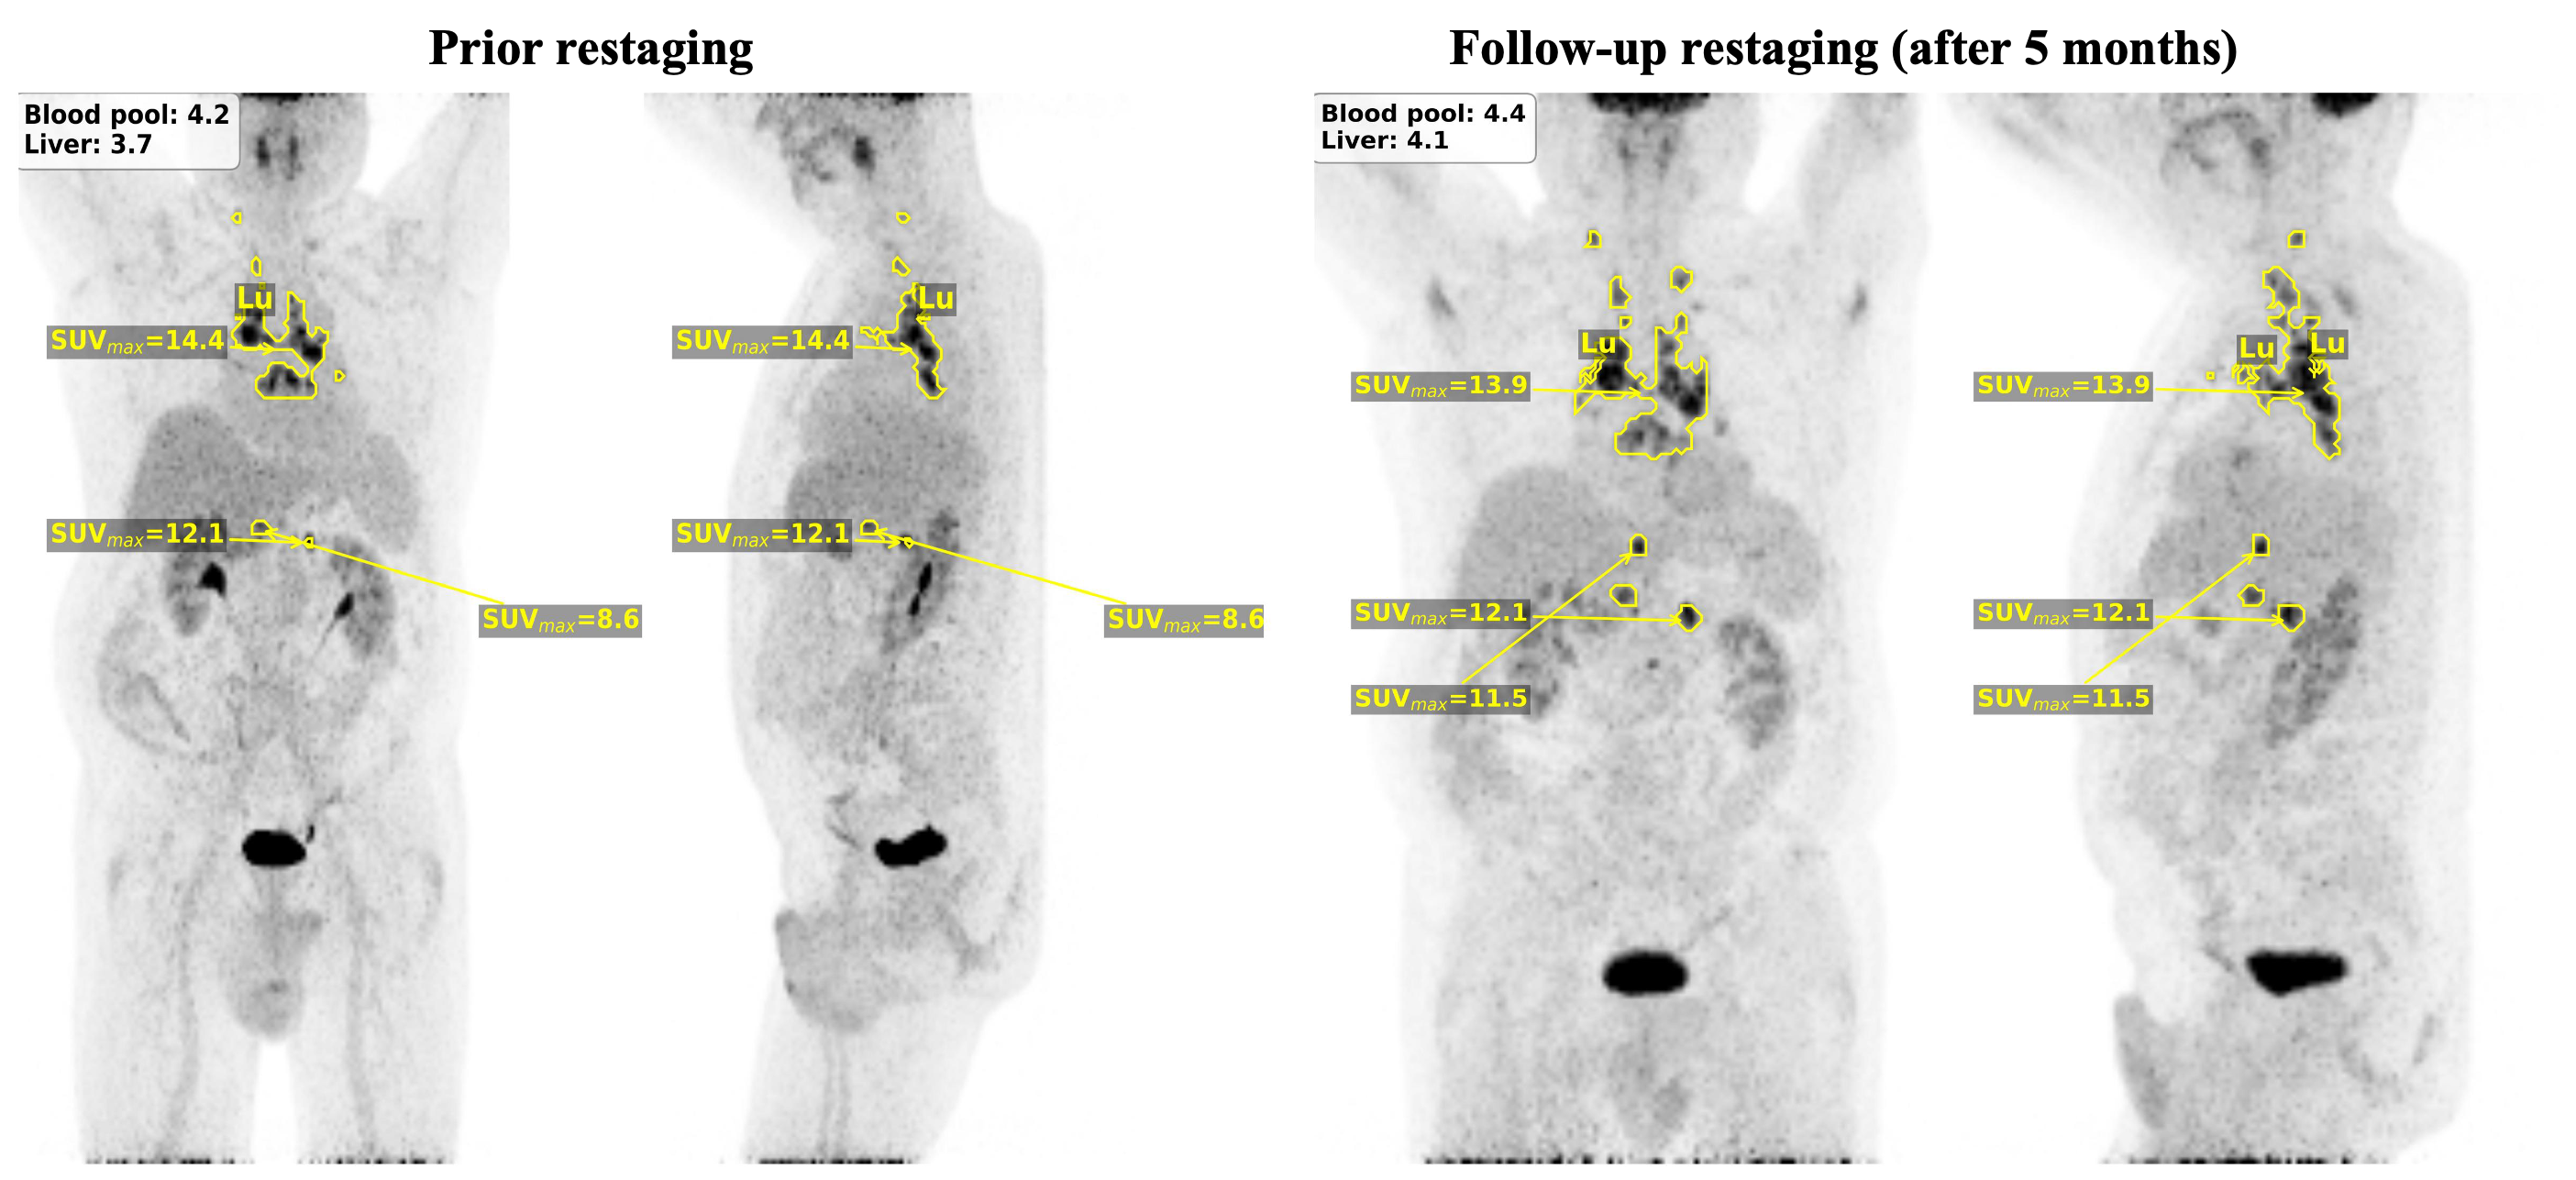 Prior restaging
Follow-up restaging (after 5 months)
Blood pool: 4.2
Liver: 3.7
Lu
SUVmax=14.4
SUVmax=12.1
SUVmax=8.6
Lu
SUVmax=14.4
SUVmax=12.1
SUVmax=8.6
Blood pool: 4.4
Liver: 4.1
Lu
SUVmax=13.9
SUVmax=12.1
SUVmax=11.5
Lu
Lu
SUVmax=13.9
SUVmax=12.1
SUVmax=11.5